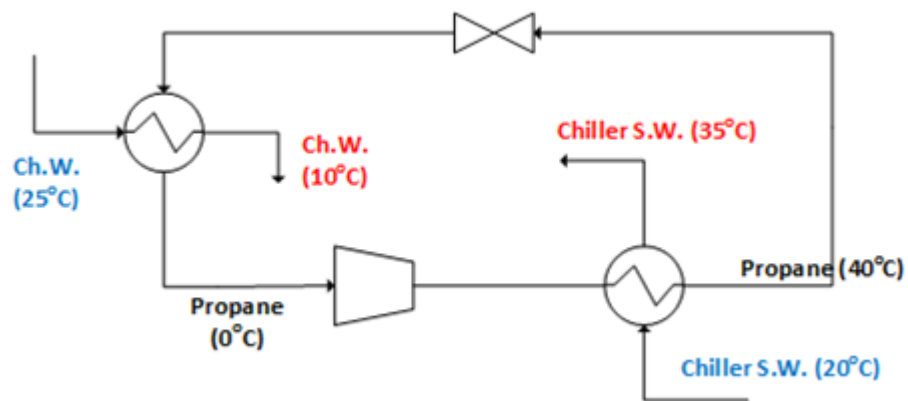 Chiller S.W. (35°C)
Ch.W.
(25°C)
Ch.W.
(10°C)
Propane (40°C)
Propane
(0°C)
Chiller S.W. (20°C)